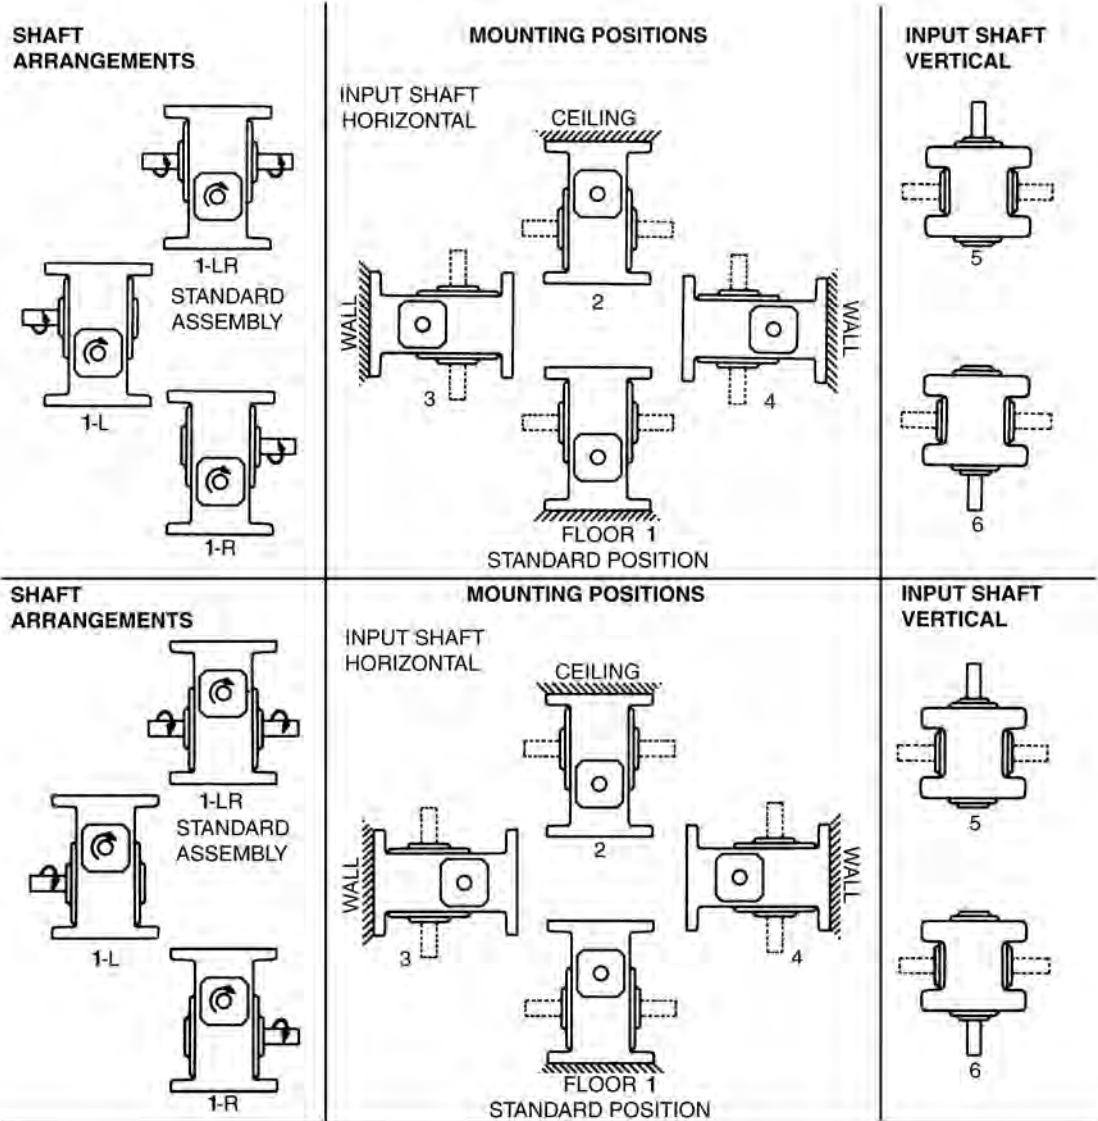 SHAFT
ARRANGEMENTS
1-LR
STANDARD
ASSEMBLY
1-L
1-R
MOUNTING POSITIONS
INPUT SHAFT
HORIZONTAL
CEILING
2
WALL
3
WALL
4
FLOOR 1
STANDARD POSITION
INPUT SHAFT
VERTICAL
5
6
SHAFT
ARRANGEMENTS
1-LR
STANDARD
ASSEMBLY
1-L
1-R
MOUNTING POSITIONS
INPUT SHAFT
HORIZONTAL
CEILING
2
WALL
3
WALL
4
FLOOR 1
STANDARD POSITION
INPUT SHAFT
VERTICAL
5
6